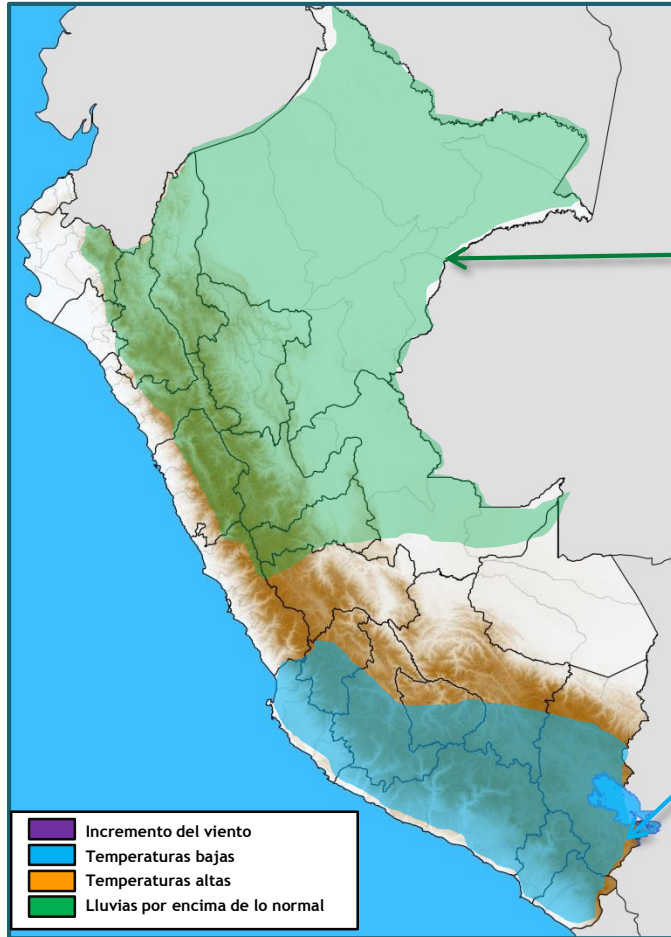 Incremento del viento
Temperaturas bajas
Temperaturas altas
Lluvias por encima de lo normal